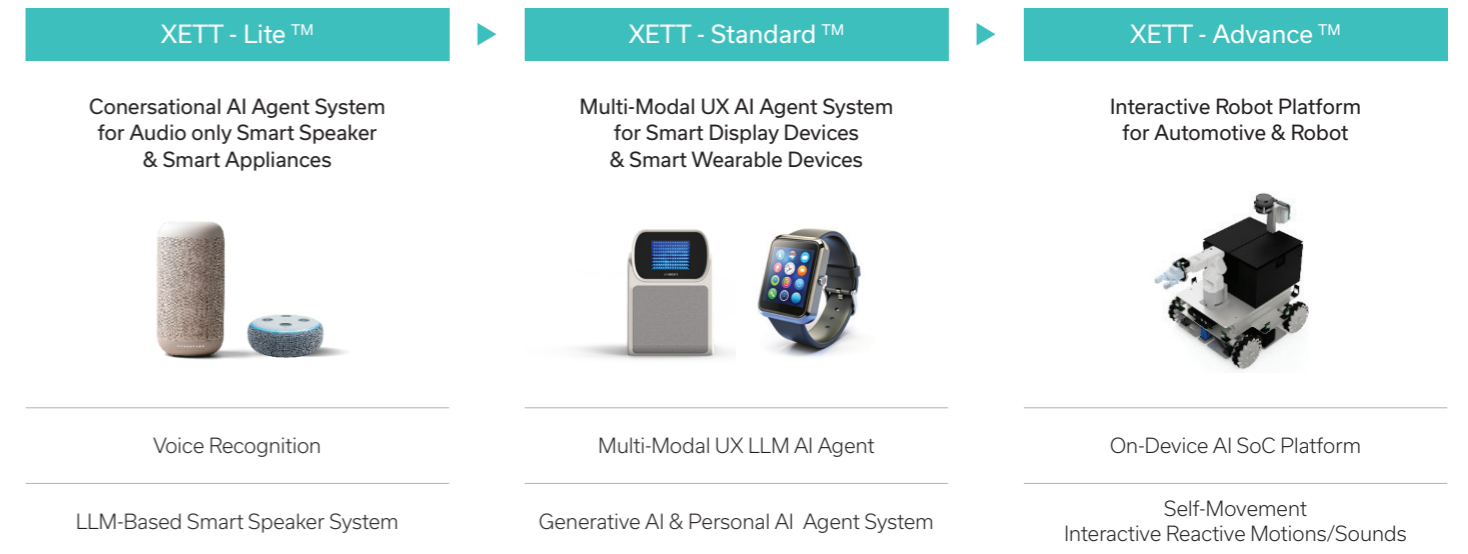 XETT - Lite ™
XETT - Standard ™
XETT - Advance ™
Conersational AI Agent System
for Audio only Smart Speaker
& Smart Appliances
Multi-Modal UX AI Agent System
for Smart Display Devices
& Smart Wearable Devices
Interactive Robot Platform
for Automotive & Robot
Voice Recognition
Multi-Modal UX LLM AI Agent
On-Device AI SoC Platform
LLM-Based Smart Speaker System
Generative AI & Personal AI  Agent System
Self-Movement
Interactive Reactive Motions/Sounds